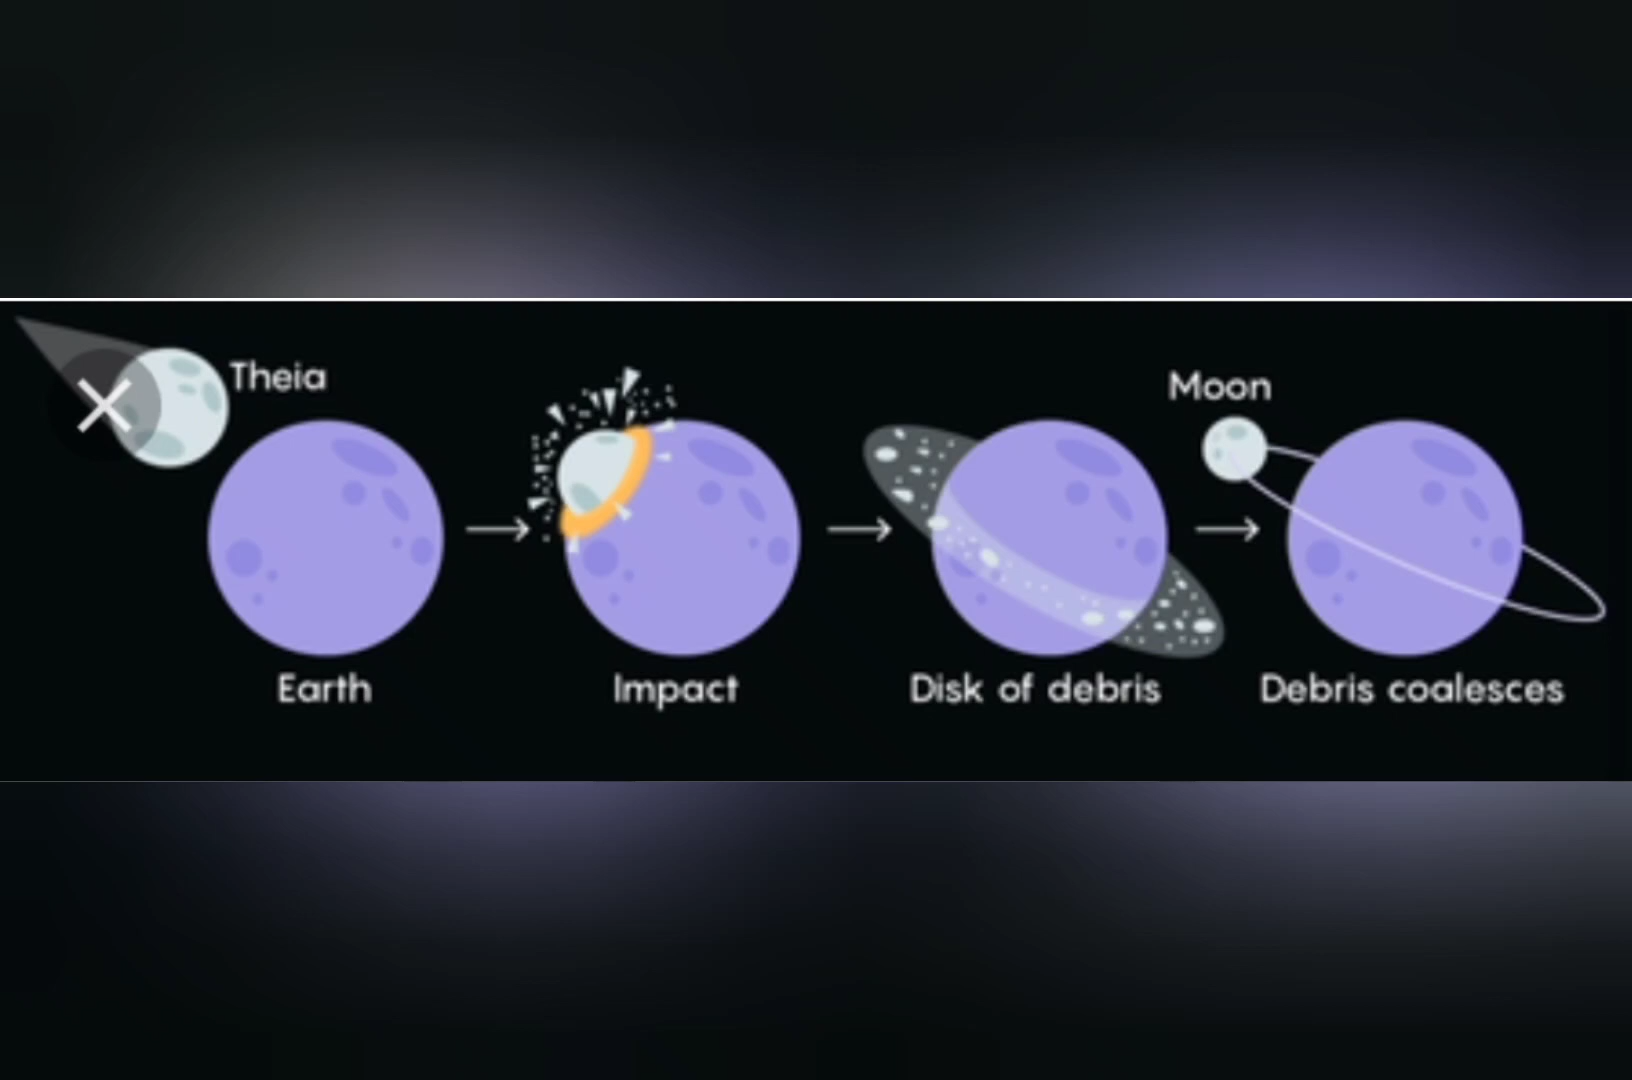 Theia
Moon
Earth
Impact
Disk of debris
Debris coalesces